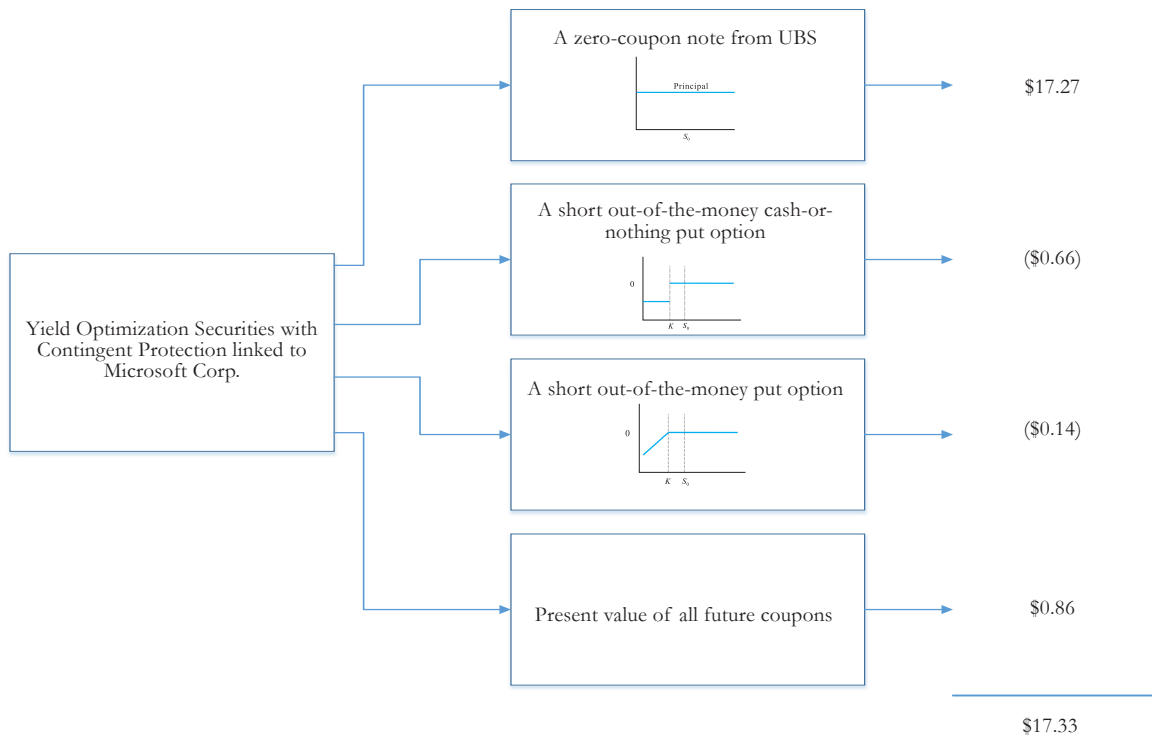 A zero-coupon note from UBS
Principal
S₀
$17.27
A short out-of-the-money cash-or-
nothing put option
0
K S₀
($0.66)
Yield Optimization Securities with
Contingent Protection linked to
Microsoft Corp.
A short out-of-the-money put option
0
K S₀
($0.14)
Present value of all future coupons
$0.86
$17.33